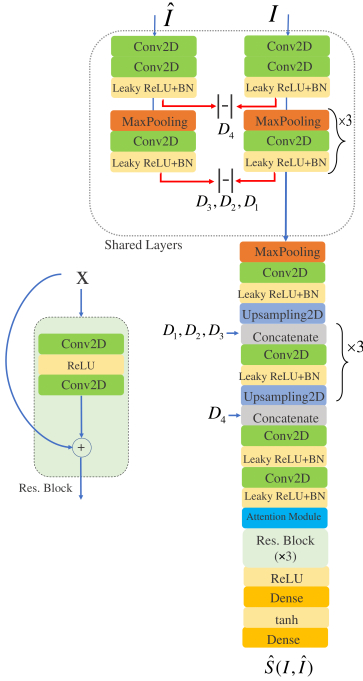 Î I
Conv2D Conv2D
Conv2D Conv2D
Leaky ReLU+BN Leaky ReLU+BN
|-| D₄
MaxPooling MaxPooling ×3
Conv2D Conv2D
Leaky ReLU+BN Leaky ReLU+BN
|-| D₃, D₂, D₁
Shared Layers
MaxPooling
Conv2D
Leaky ReLU+BN
Upsampling2D
D₁, D₂, D₃ Concatenate
Conv2D
×3
Leaky ReLU+BN
Upsampling2D
D₄ Concatenate
Conv2D
Leaky ReLU+BN
Conv2D
Leaky ReLU+BN
Attention Module
Res. Block
(×3)
ReLU
Dense
tanh
Dense
Ŝ(I, Î)
X
Conv2D
ReLU
Conv2D
+
Res. Block